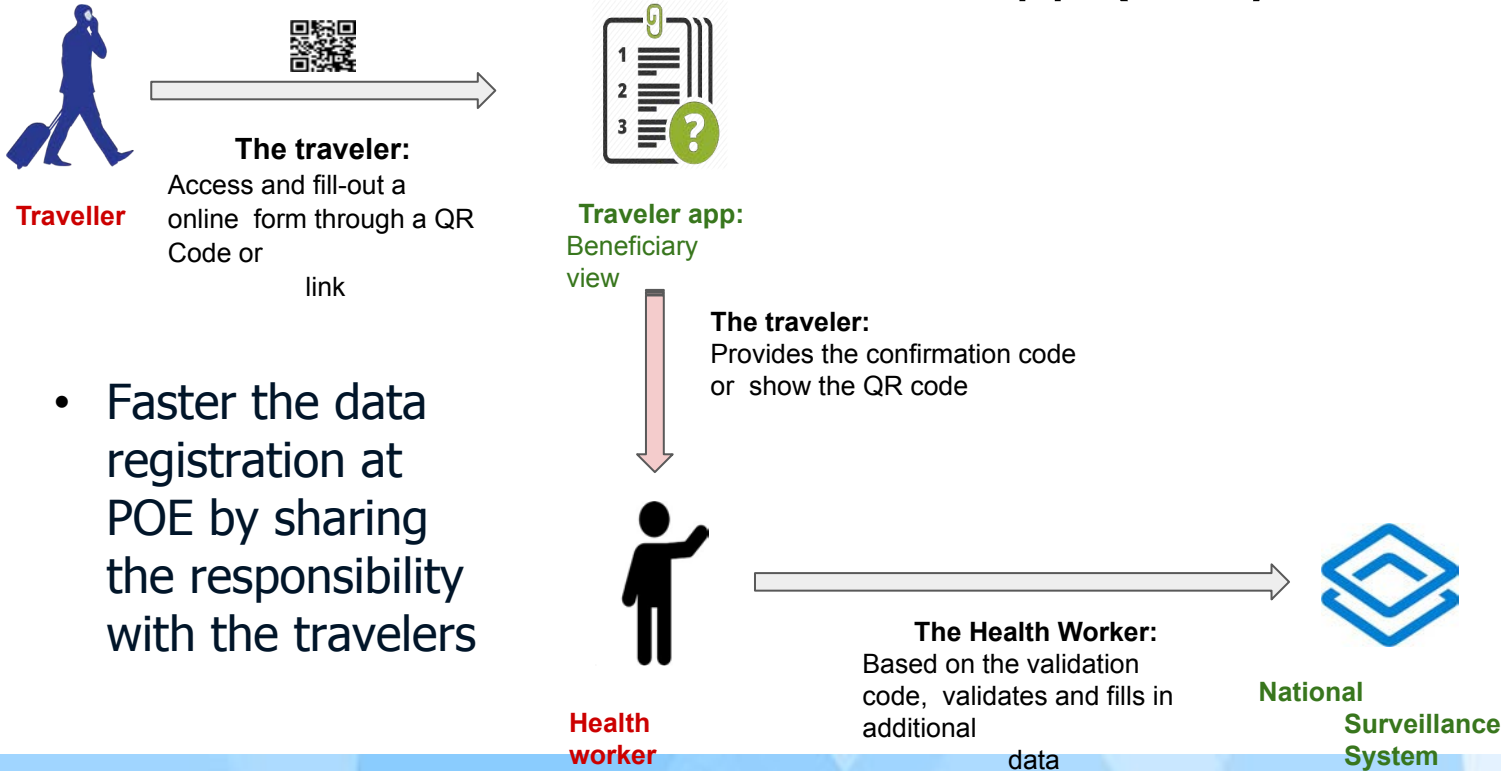 The traveler:
Access and fill-out a
online form through a QR
Code or
link
Traveller
1
2
3
?
Traveler app:
Beneficiary
view
The traveler:
Provides the confirmation code
or show the QR code
• Faster the data
registration at
POE by sharing
the responsibility
with the travelers
The Health Worker:
Based on the validation
code, validates and fills in
additional
data
Health
worker
National
Surveillance
System